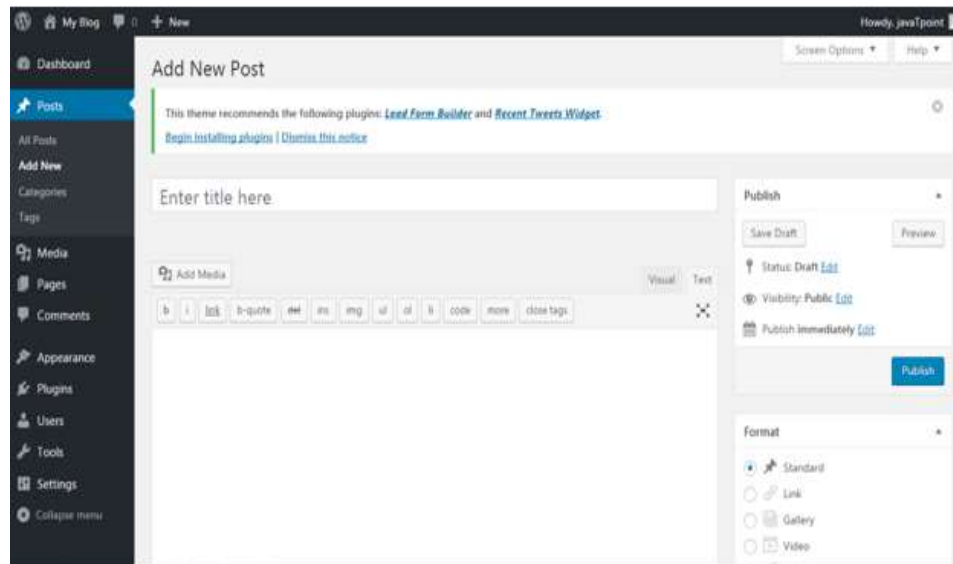 My Blog 0 + New Howdy, javaTpoint
Screen Options Help
Dashboard
Posts
All Posts
Add New
Categories
Tags
Media
Pages
Comments
Appearance
Plugins
Users
Tools
Settings
Collapse menu
Add New Post
This theme recommends the following plugins: Lead Form Builder and Recent Tweets Widget.
Begin installing plugins | Dismiss this notice
Enter title here
Add Media
Visual Text
b i link b-quote del ins img ul ol li code more close tags
Publish
Save Draft Preview
Status: Draft Edit
Visibility: Public Edit
Publish immediately Edit
Publish
Format
Standard
Link
Gallery
Video